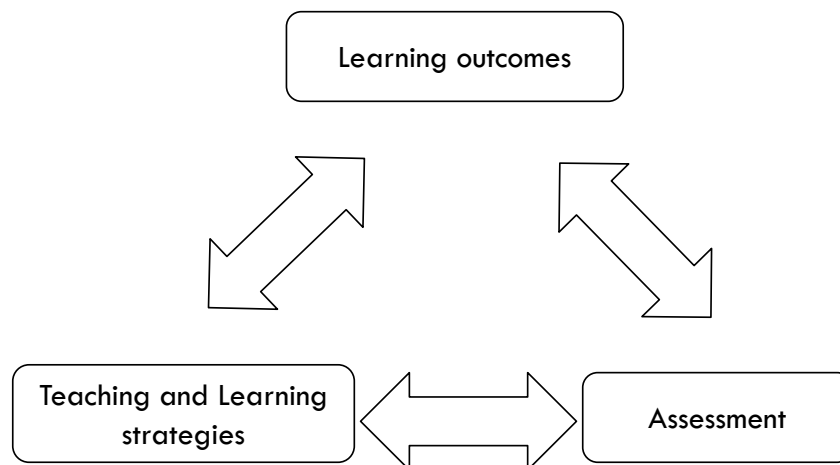 Learning outcomes
Teaching and Learning
strategies
Assessment